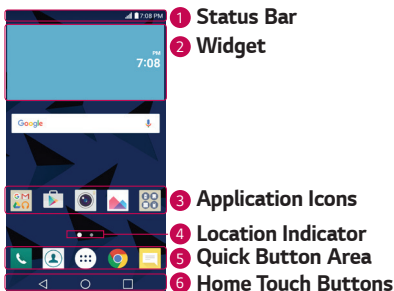 7:08 PM
1 Status Bar
2 Widget
PM
7:08
Google
3 Application Icons
4 Location Indicator
5 Quick Button Area
6 Home Touch Buttons